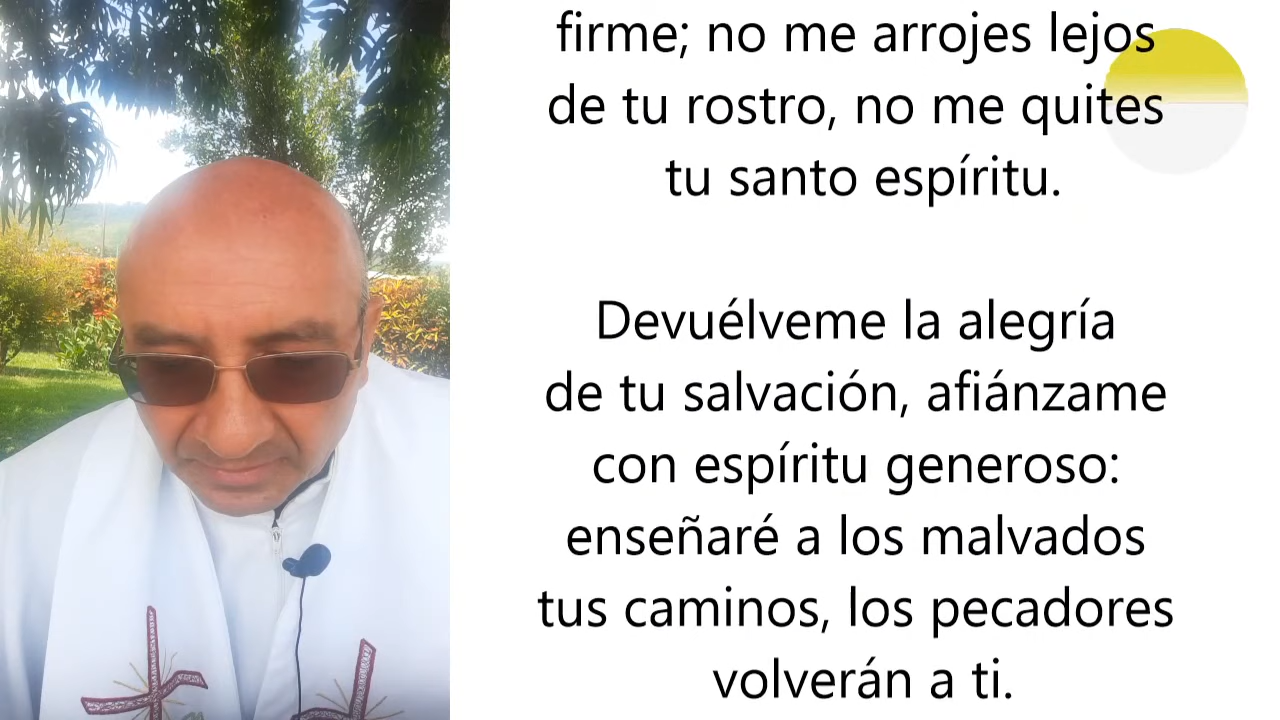 firme; no me arrojes lejos
de tu rostro, no me quites
tu santo espíritu.
Devuélveme la alegría
de tu salvación, afiánzame
con espíritu generoso:
enseñaré a los malvados
tus caminos, los pecadores
volverán a ti.